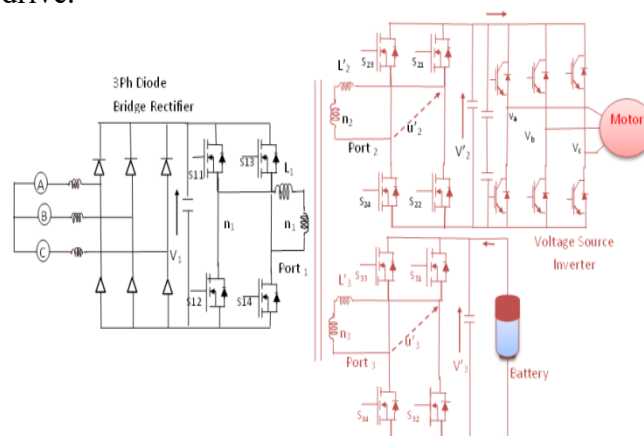 drive.
3Ph Diode
Bridge Rectifier
A
B
C
V1
S11
S13
L1
n1
n1
Port 1
S12
S14
L'2
n2
Port 2
S23
S21
u'2
S24
S22
V'2
Va
Vb
Vc
Motor
Voltage Source
Inverter
L'3
n3
Port 3
S33
S31
u'3
S34
S32
V'3
Battery